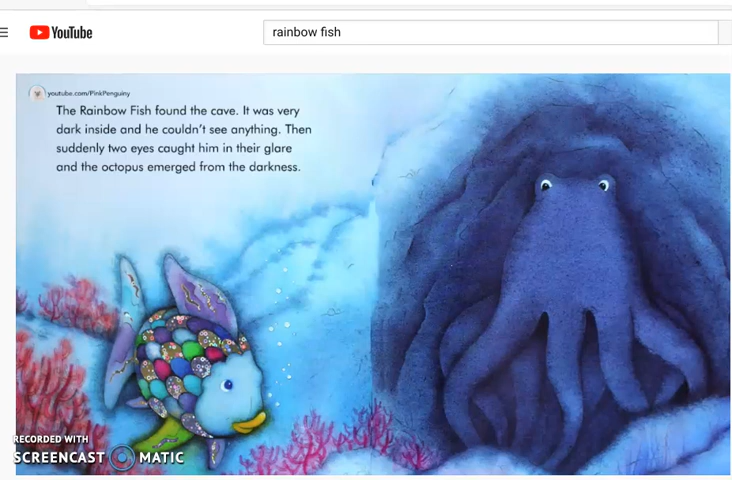 YouTube
rainbow fish
youtube.com/PinkPenguiny
The Rainbow Fish found the cave. It was very
dark inside and he couldn't see anything. Then
suddenly two eyes caught him in their glare
and the octopus emerged from the darkness.
RECORDED WITH
SCREENCAST MATIC